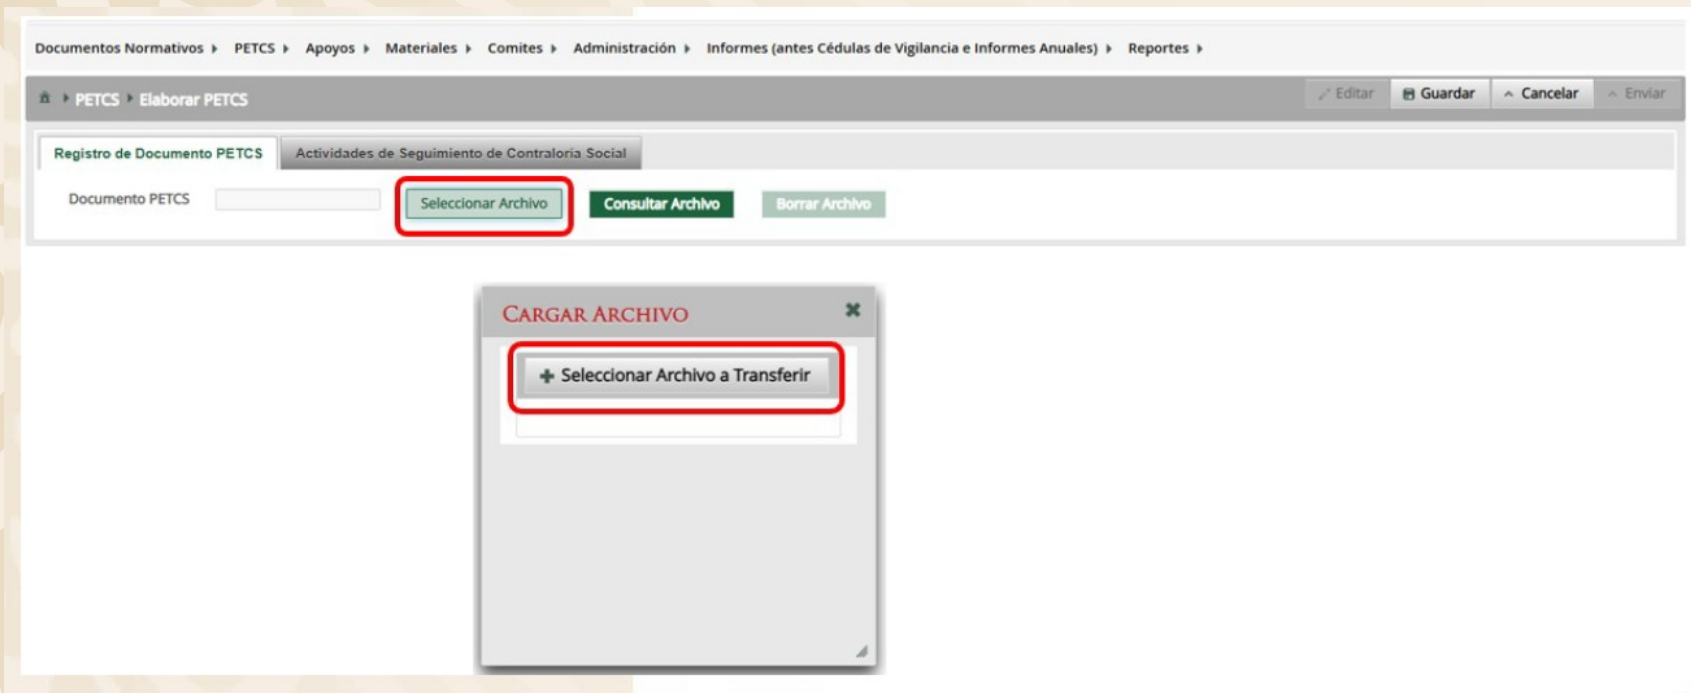 Documentos Normativos PETCS Apoyos Materiales Comites Administración Informes (antes Cédulas de Vigilancia e Informes Anuales) Reportes
PETCS Elaborar PETCS Editar Guardar Cancelar Enviar
Registro de Documento PETCS Actividades de Seguimiento de Contraloría Social
Documento PETCS Seleccionar Archivo Consultar Archivo Borrar Archivo
CARGAR ARCHIVO
Seleccionar Archivo a Transferir